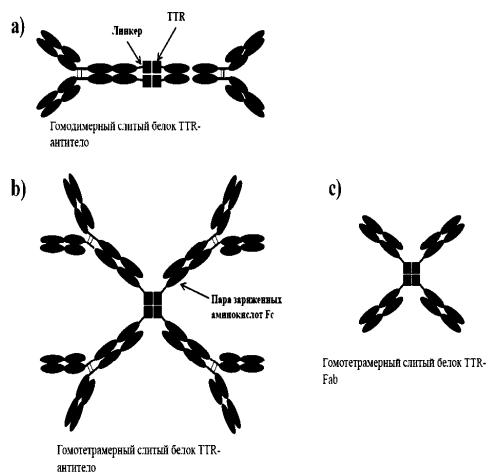 a)
TTR
Линкер
Гомодимерный слитый белок TTR-
антитело
b)
c)
Пара заряженных
аминокислот Fc
Гомотетрамерный слитый белок TTR-
Fab
Гомотетрамерный слитый белок TTR-
антитело